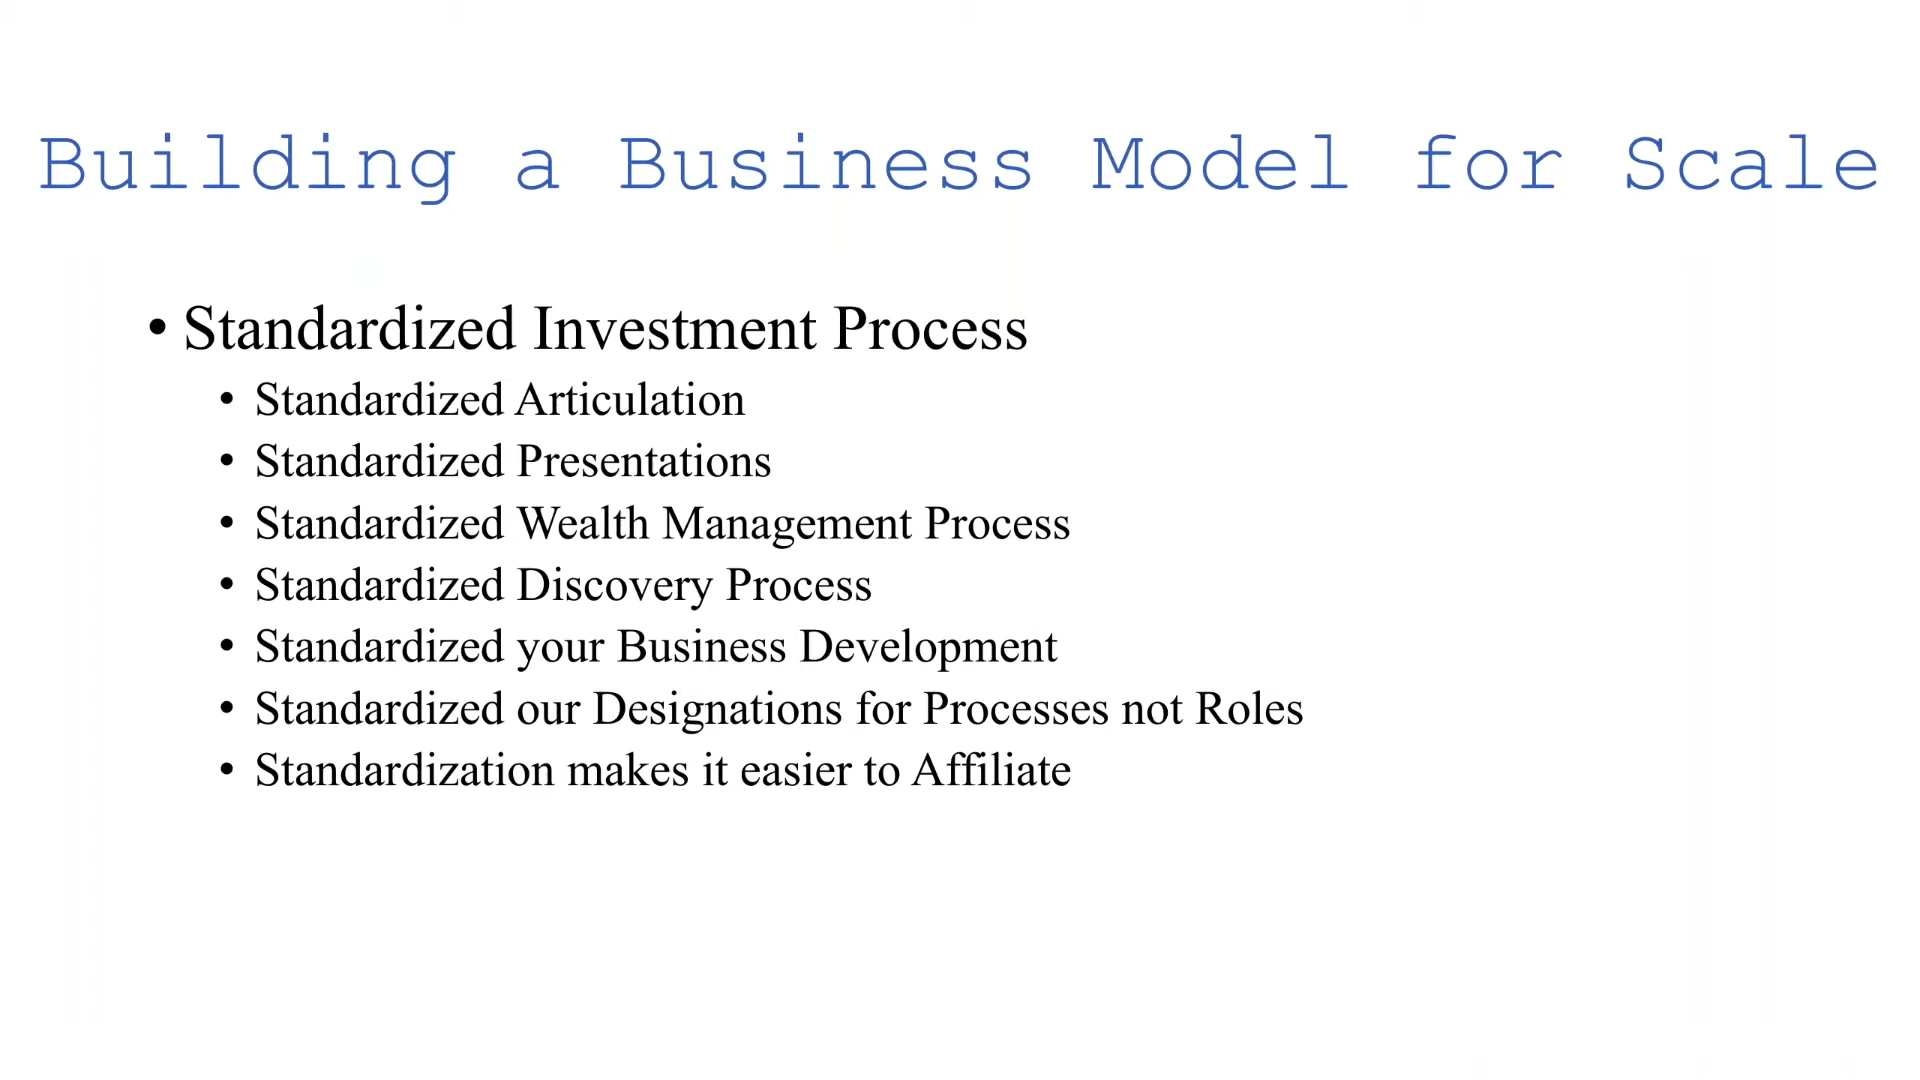 Building a Business Model for Scale
• Standardized Investment Process
• Standardized Articulation
• Standardized Presentations
• Standardized Wealth Management Process
• Standardized Discovery Process
• Standardized your Business Development
• Standardized our Designations for Processes not Roles
• Standardization makes it easier to Affiliate